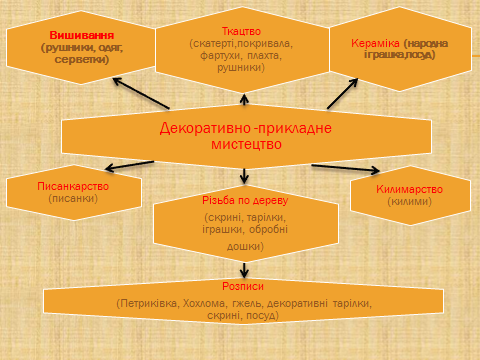 Вишивання
(рушники, одяг,
серветки)
Ткацтво
(скатерті,покривала,
фартухи, плахта,
рушники)
Кераміка (народна
іграшка,посуд)
Декоративно -прикладне
мистецтво
Писанкарство
(писанки)
Різьба по дереву
(скрині, тарілки,
іграшки, обробні
дошки)
Килимарство
(килими)
Розписи
(Петриківка, Хохлома, гжель, декоративні тарілки,
скрині, посуд)